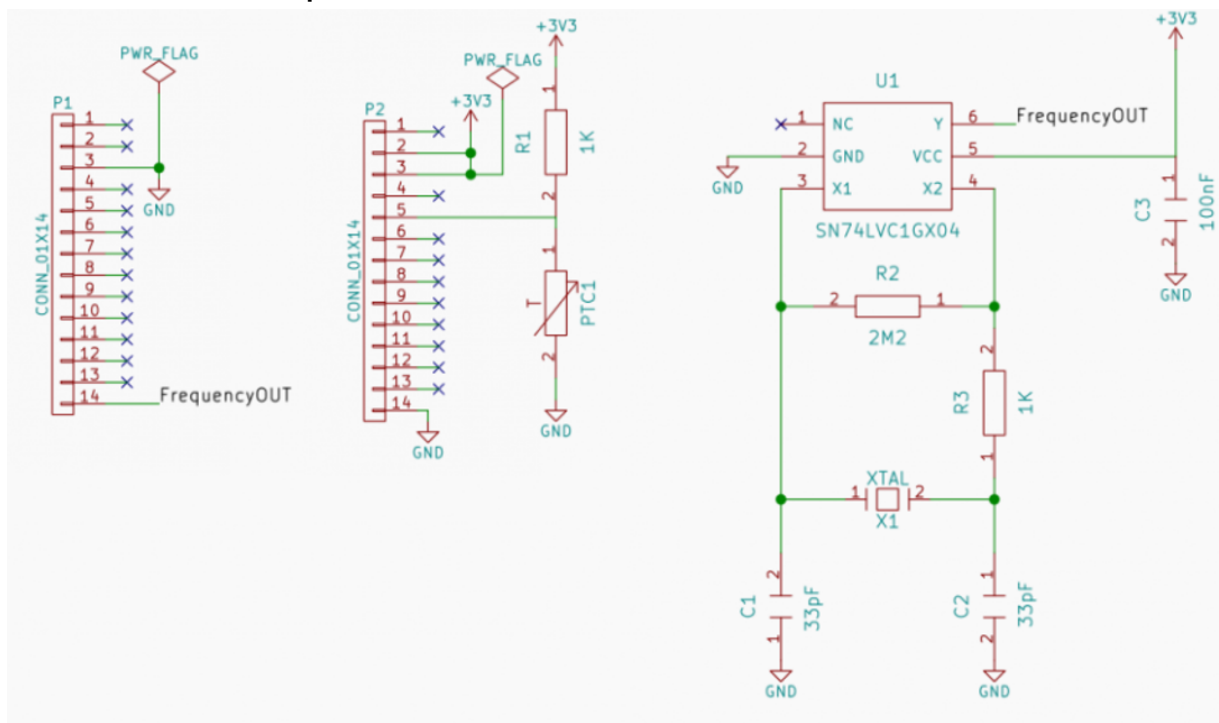 PWR_FLAG
P1
1
2
3
4
5
6
7
8
9
10
11
12
13
14
CONN_01X14
GND
FrequencyOUT
+3V3
PWR_FLAG
+3V3
P2
1
2
3
4
5
6
7
8
9
10
11
12
13
14
CONN_01X14
GND
1
R1
1K
2
1
T
PTC1
2
GND
U1
1 NC Y 6 FrequencyOUT
2 GND VCC 5
3 X1 X2 4
GND
SN74LVC1GX04
+3V3
1
C3
100nF
2
GND
R2
2 1
2M2
2
R3
1K
1
XTAL
1 2
X1
2
C1
33pF
1
GND
1
C2
33pF
2
GND